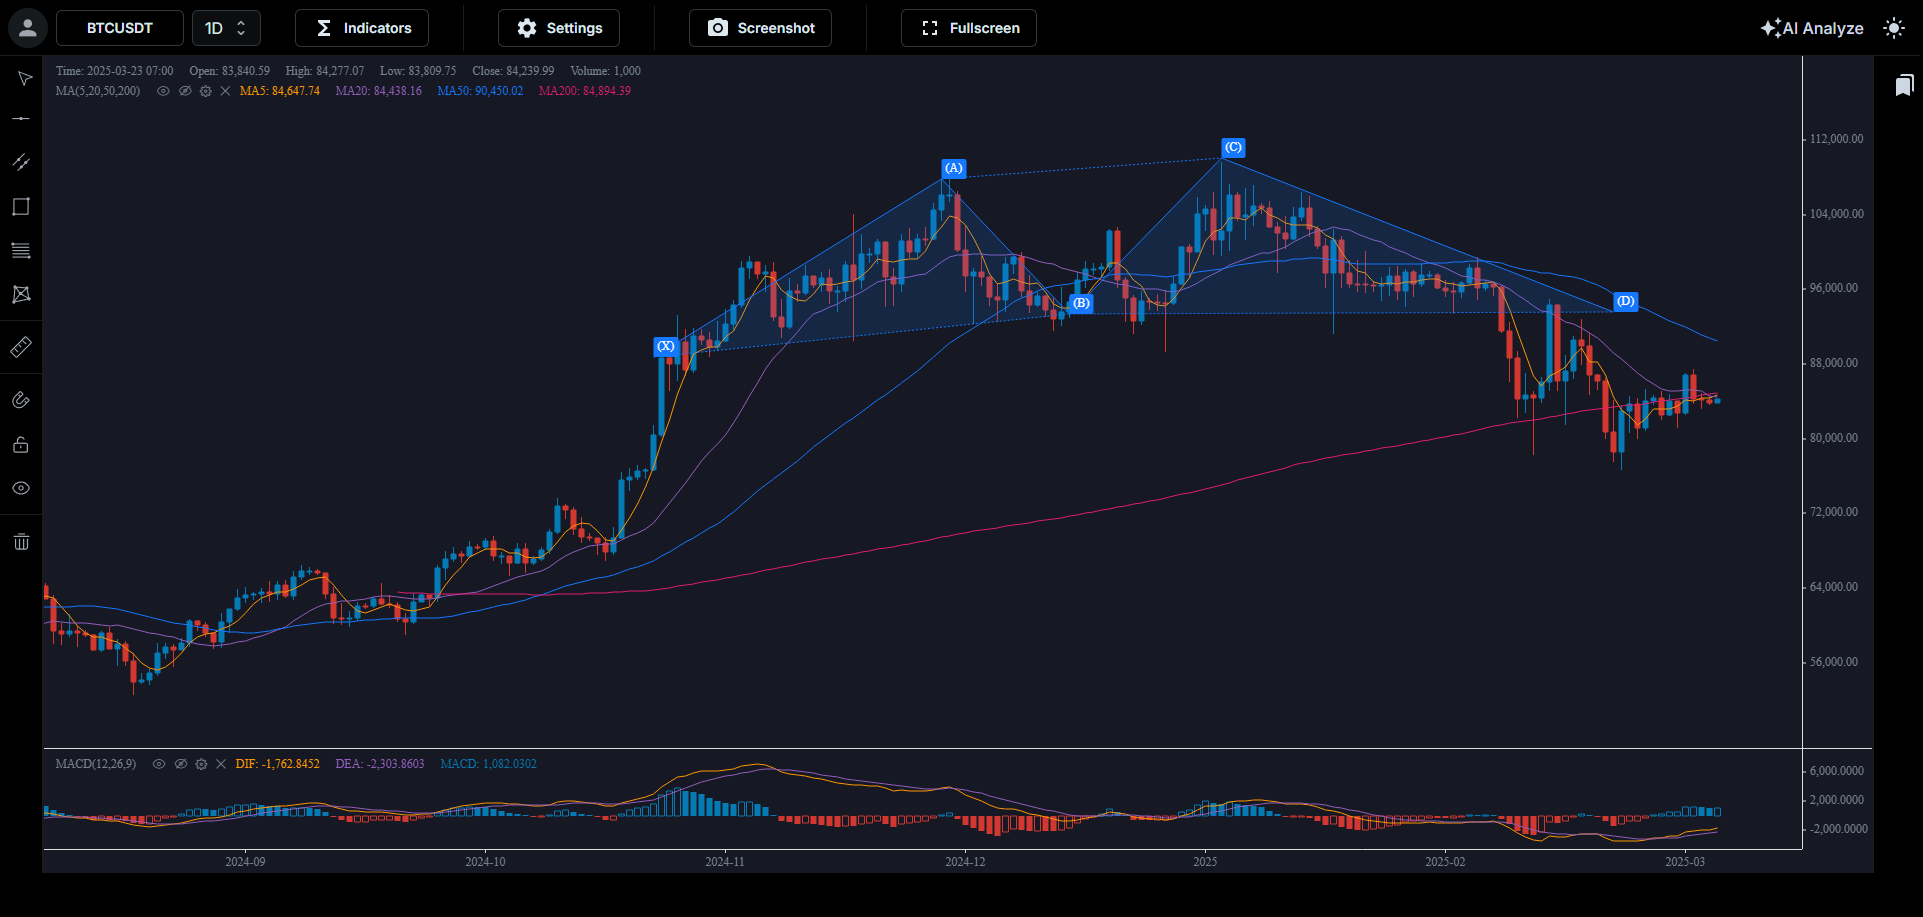 BTCUSDT 1D Indicators Settings Screenshot Fullscreen AI Analyze
Time: 2025-03-23 07:00 Open: 83,840.59 High: 84,277.07 Low: 83,809.75 Close: 84,239.99 Volume: 1,000
MA(5,20,50,200) MA5: 84,647.74 MA20: 84,438.16 MA50: 90,450.02 MA200: 84,894.39
112,000.00
(C)
(A)
104,000.00
96,000.00
(B)
(D)
(X)
88,000.00
80,000.00
72,000.00
64,000.00
56,000.00
MACD(12,26,9) DIF: -1,762.8452 DEA: -2,303.8603 MACD: 1,082.0302
6,000.0000
2,000.0000
-2,000.0000
2024-09 2024-10 2024-11 2024-12 2025 2025-02 2025-03